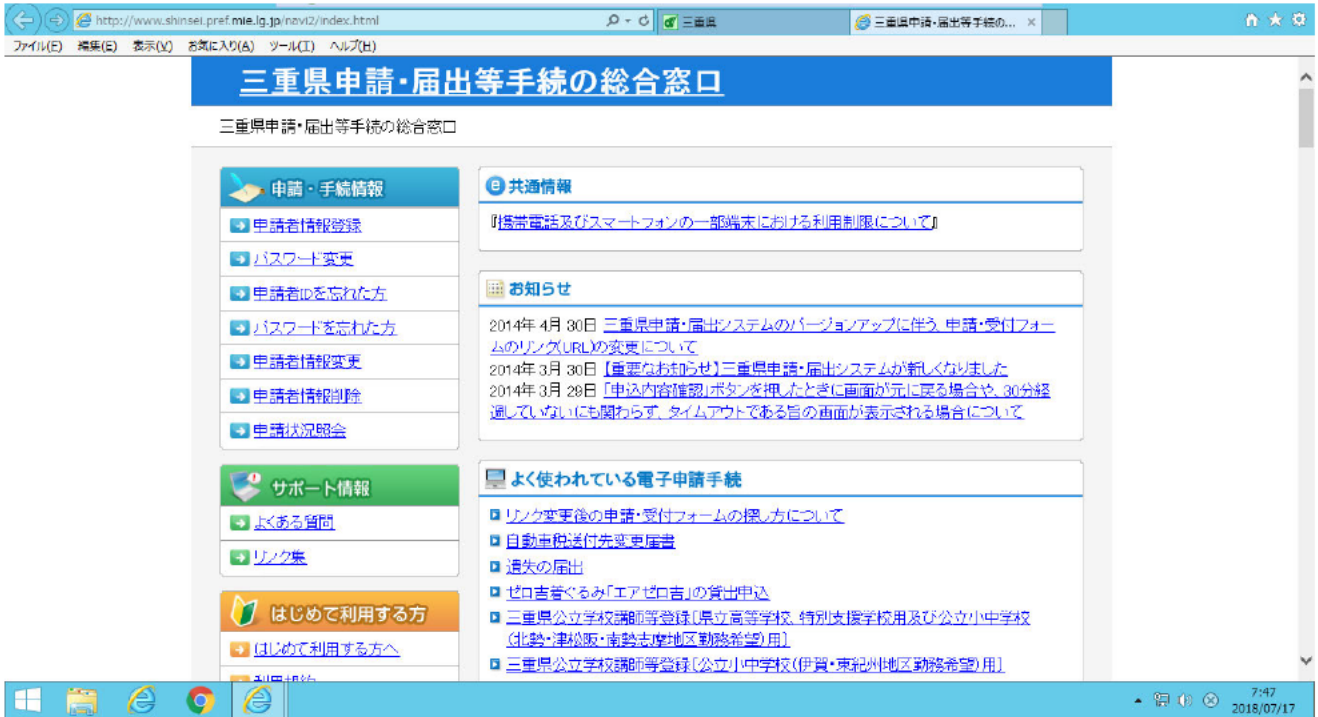 http://www.shinsei.pref.mie.lg.jp/navi2/index.html
三重県
三重県申請・届出等手続の...
ファイル(F) 編集(E) 表示(V) お気に入り(A) ツール(T) ヘルプ(H)
三重県申請・届出等手続の総合窓口
三重県申請・届出等手続の総合窓口
申請・手続情報
申請者情報登録
パスワード変更
申請者IDを忘れた方
パスワードを忘れた方
申請者情報変更
申請者情報削除
申請状況照会
サポート情報
よくある質問
リンク集
はじめて利用する方
はじめて利用する方へ
利用規約
共通情報
『携帯電話及びスマートフォンの一部端末における利用制限について』
お知らせ
2014年 4月 30日 三重県申請・届出システムのバージョンアップに伴う、申請・受付フォー
ムのリンク(URL)の変更について
2014年 3月 30日 【重要なお知らせ】三重県申請・届出システムが新しくなりました
2014年 3月 28日 「申込内容確認」ボタンを押したときに画面が元に戻る場合や、30分経
過していないにも関わらず、タイムアウトである旨の画面が表示される場合について
よく使われている電子申請手続
リンク変更後の申請・受付フォームの探し方について
自動車税送付先変更届書
遺失の届出
ゼロ吉着ぐるみ「エアゼロ吉」の貸出申込
三重県公立学校講師等登録〔県立高等学校、特別支援学校用及び公立小中学校
（北勢・津松阪・南勢志摩地区勤務希望）用〕
三重県公立学校講師等登録〔公立小中学校（伊賀・東紀州地区勤務希望）用〕
7:47
2018/07/17